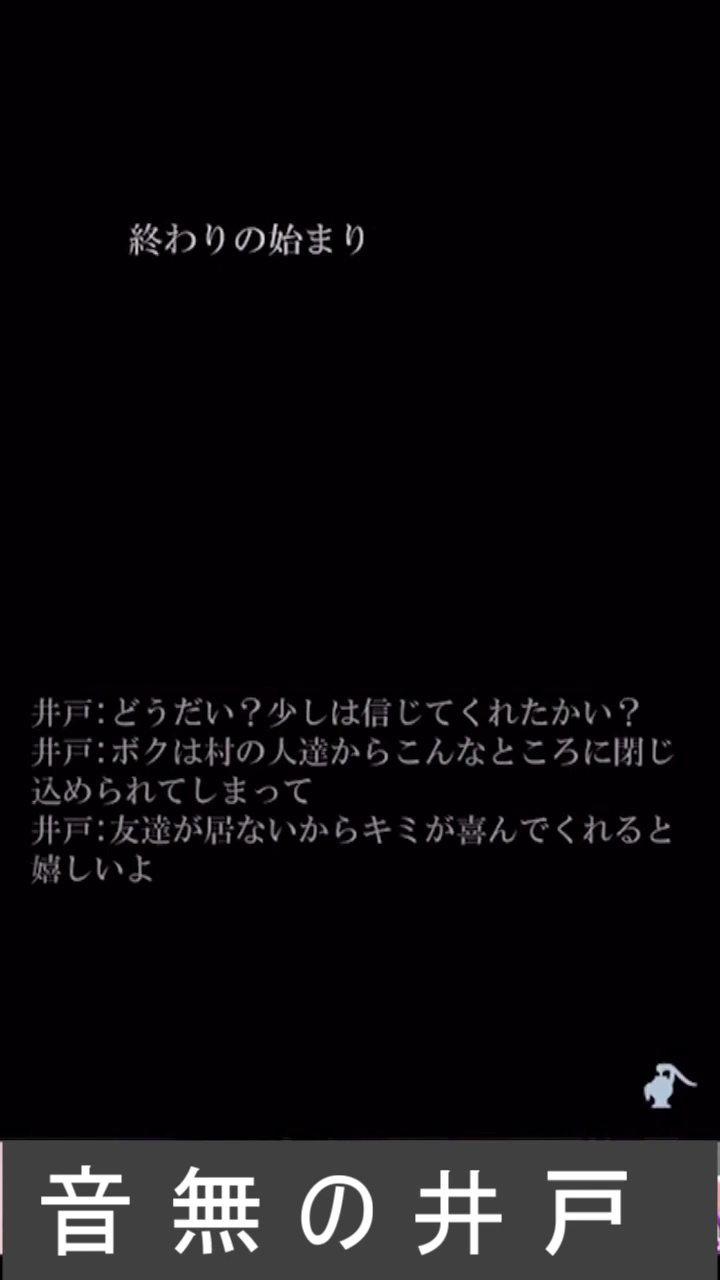 終わりの始まり
井戸:どうだい？少しは信じてくれたかい？
井戸:ボクは村の人達からこんなところに閉じ
込められてしまって
井戸:友達が居ないからキミが喜んでくれると
嬉しいよ
音無の井戸